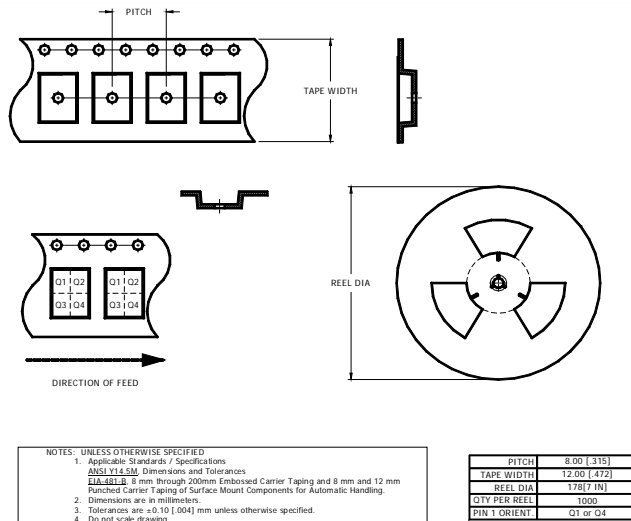 PITCH
TAPE WIDTH
Q1 Q2 Q1 Q2
Q3 Q4 Q3 Q4
DIRECTION OF FEED
REEL DIA
NOTES: UNLESS OTHERWISE SPECIFIED
1. Applicable Standards / Specifications
ANSI Y14.5M, Dimensions and Tolerances
EIA-481-B, 8 mm through 200mm Embossed Carrier Taping and 8 mm and 12 mm
Punched Carrier Taping of Surface Mount Components for Automatic Handling.
2. Dimensions are in millimeters.
3. Tolerances are ±0.10 [.004] mm unless otherwise specified.
4. Do not scale drawing.
PITCH 8.00 [.315]
TAPE WIDTH 12.00 [.472]
REEL DIA 178[7 IN]
QTY PER REEL 1000
PIN 1 ORIENT. Q1 or Q4